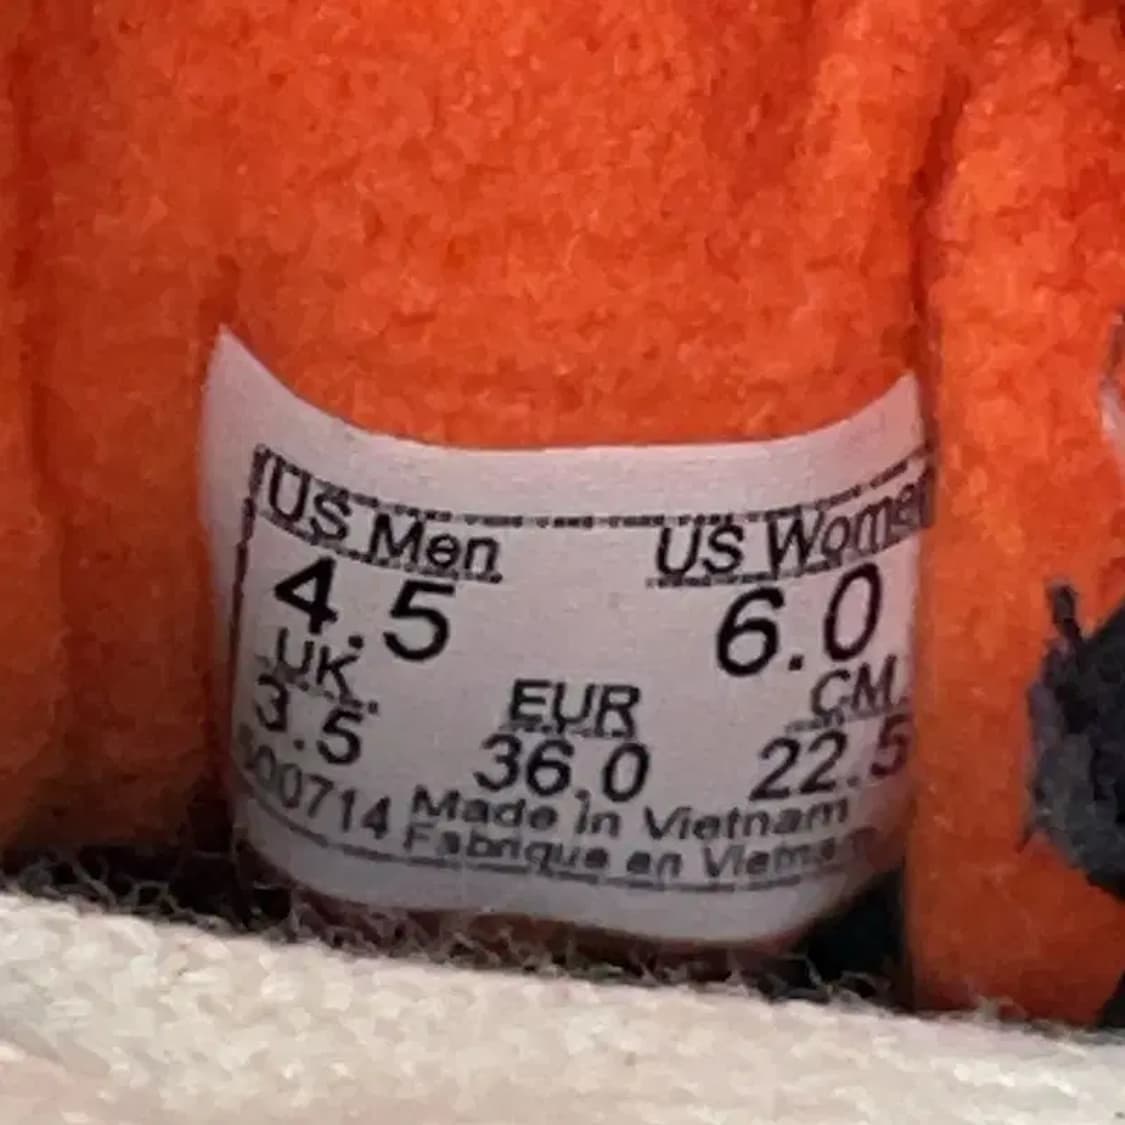 US Men US Women
4.5 6.0
UK EUR CM
3.5 36.0 22.5
Made in Vietnam
Fabrique en Vietnam